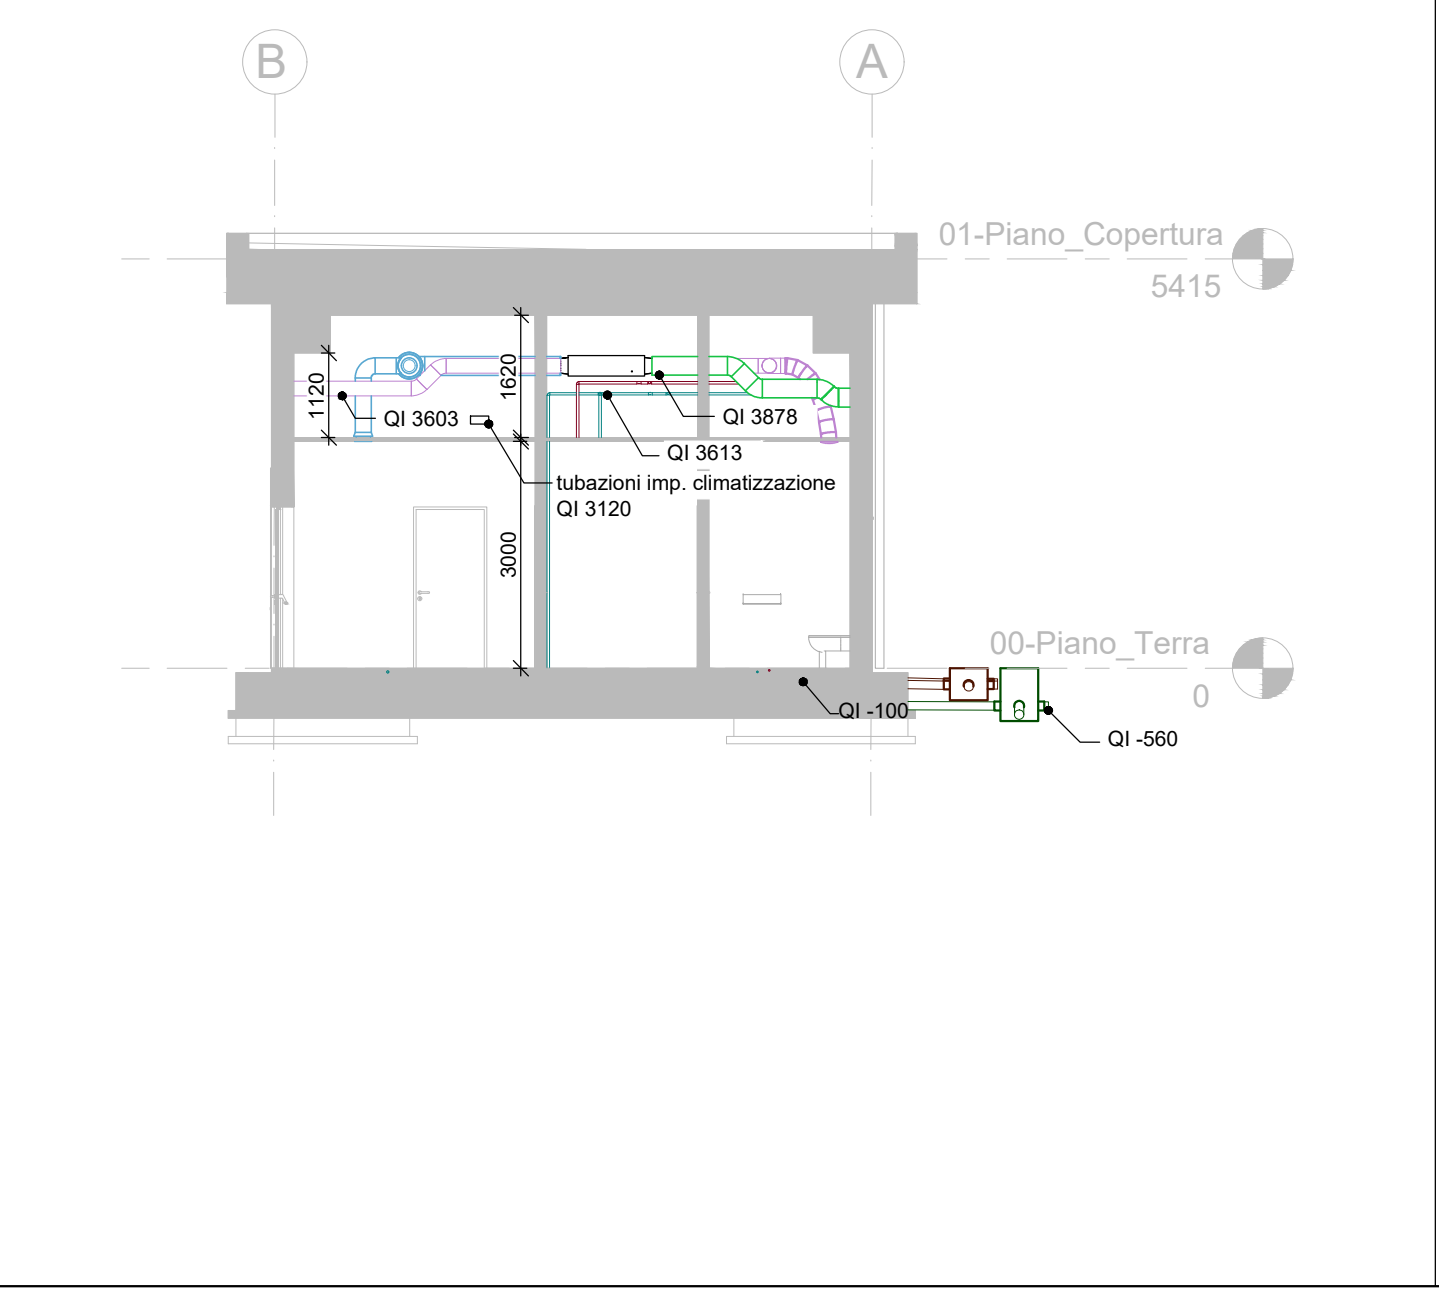 B
A
01-Piano_Copertura
5415
1120
1620
QI 3603
QI 3878
QI 3613
tubazioni imp. climatizzazione
QI 3120
3000
00-Piano_Terra
0
QI -100
QI -560